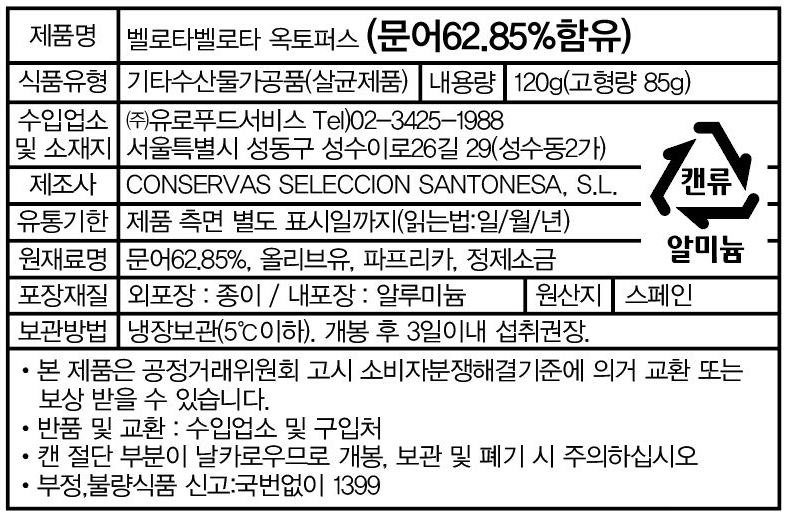 제품명 벨로타벨로타 옥토퍼스 (문어62.85%함유)
식품유형 기타수산물가공품(살균제품) 내용량 120g(고형량 85g)
수입업소 및 소재지 ㈜유로푸드서비스 Tel)02-3425-1988
서울특별시 성동구 성수이로26길 29(성수동2가)
제조사 CONSERVAS SELECCION SANTONESA, S.L.
유통기한 제품 측면 별도 표시일까지(읽는법:일/월/년)
캔류
알미늄
원재료명 문어62.85%, 올리브유, 파프리카, 정제소금
포장재질 외포장 : 종이 / 내포장 : 알루미늄 원산지 스페인
보관방법 냉장보관(5℃이하). 개봉 후 3일이내 섭취권장.
• 본 제품은 공정거래위원회 고시 소비자분쟁해결기준에 의거 교환 또는
보상 받을 수 있습니다.
• 반품 및 교환 : 수입업소 및 구입처
• 캔 절단 부분이 날카로우므로 개봉, 보관 및 폐기 시 주의하십시오
• 부정,불량식품 신고:국번없이 1399